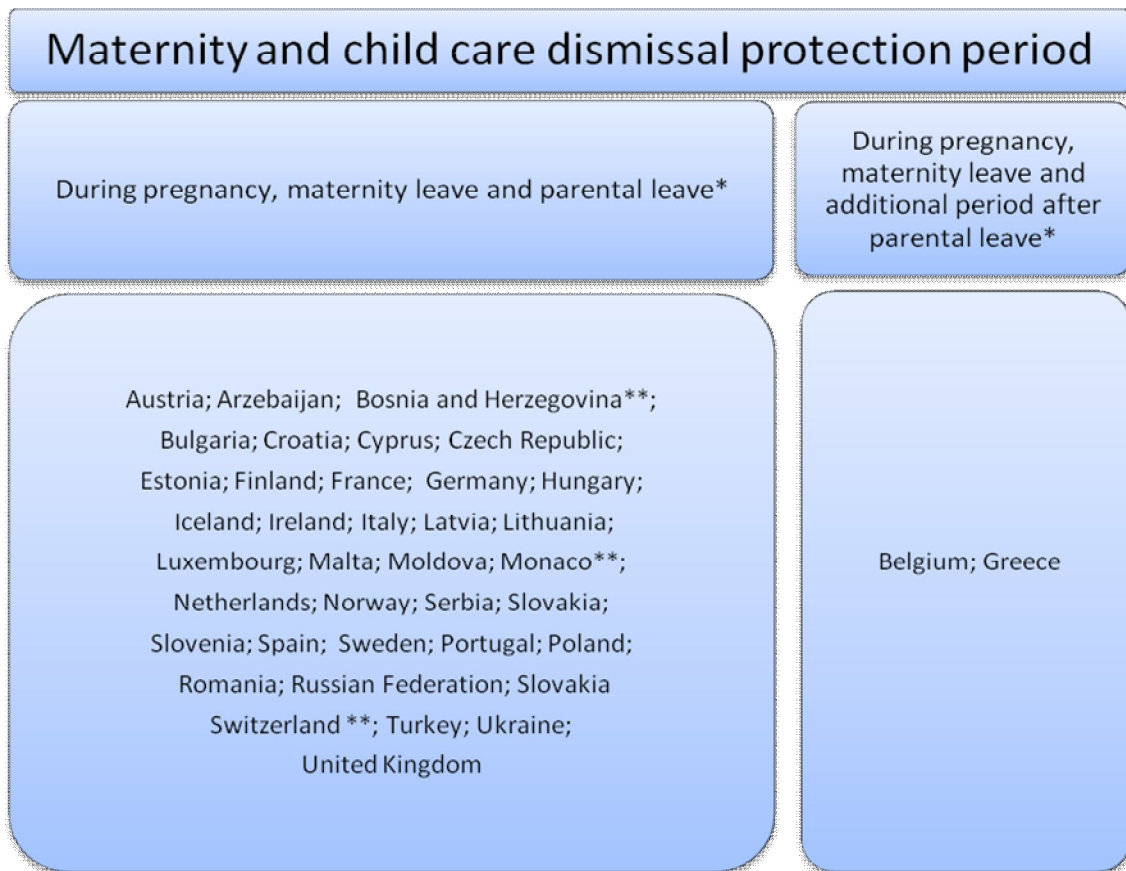 Maternity and child care dismissal protection period
During pregnancy, maternity leave and parental leave*
During pregnancy,
maternity leave and
additional period after
parental leave*
Austria; Arzebaijan; Bosnia and Herzegovina**;
Bulgaria; Croatia; Cyprus; Czech Republic;
Estonia; Finland; France; Germany; Hungary;
Iceland; Ireland; Italy; Latvia; Lithuania;
Luxembourg; Malta; Moldova; Monaco**;
Netherlands; Norway; Serbia; Slovakia;
Slovenia; Spain; Sweden; Portugal; Poland;
Romania; Russian Federation; Slovakia
Switzerland **; Turkey; Ukraine;
United Kingdom
Belgium; Greece